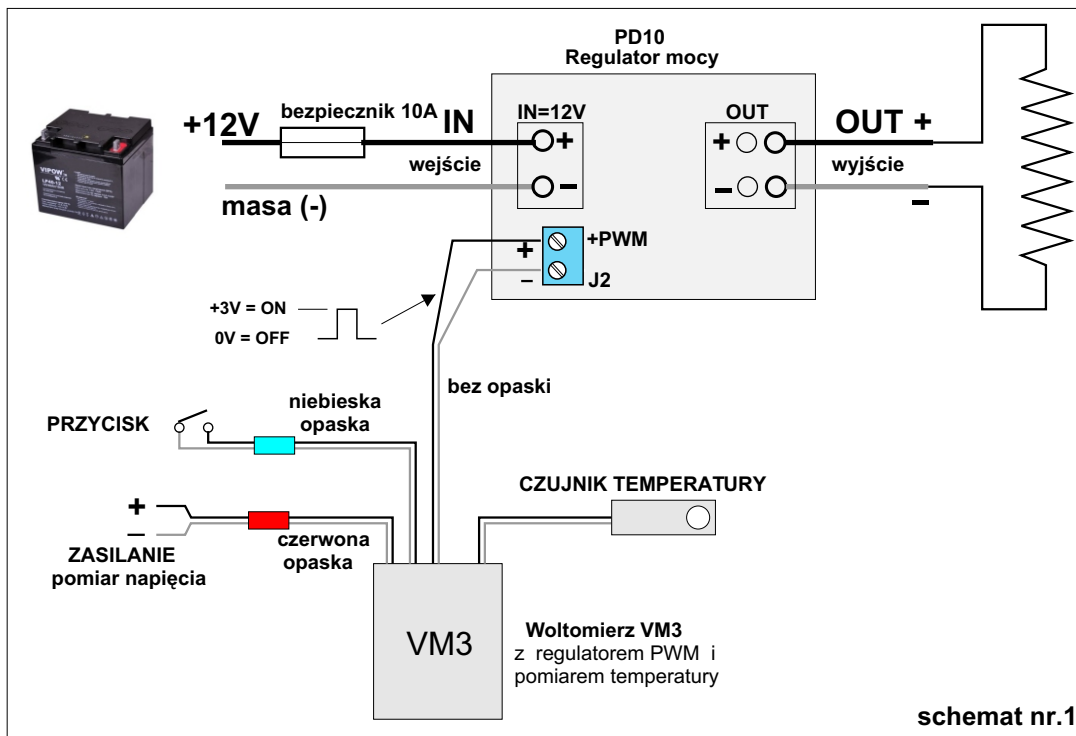 PD10
Regulator mocy
+12V
bezpiecznik 10A
IN
wejście
masa (-)
IN=12V
+
–
OUT
+
–
OUT +
wyjście
–
+PWM
J2
+
–
+3V = ON
0V = OFF
bez opaski
PRZYCISK
niebieska
opaska
+
–
ZASILANIE
pomiar napięcia
czerwona
opaska
CZUJNIK TEMPERATURY
VM3
Woltomierz VM3
z regulatorem PWM i
pomiarem temperatury
schemat nr.1
VIPOW